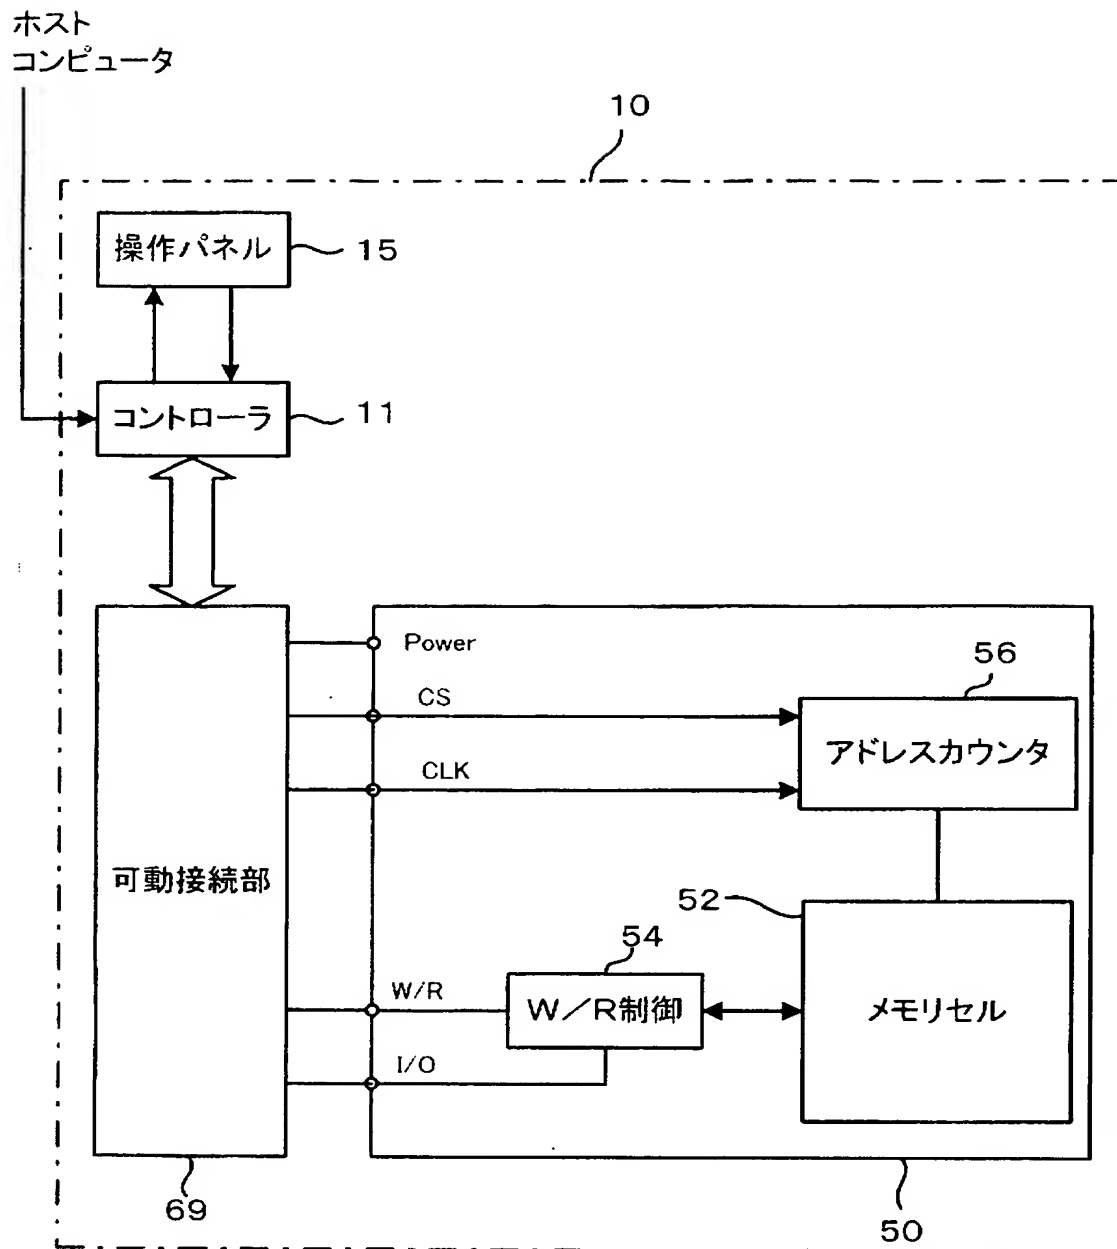 ホスト
コンピュータ
10
操作パネル
15
コントローラ
11
Power
56
CS
アドレスカウンタ
CLK
可動接続部
52
54
W/R
W/R制御
メモリセル
I/O
69
50